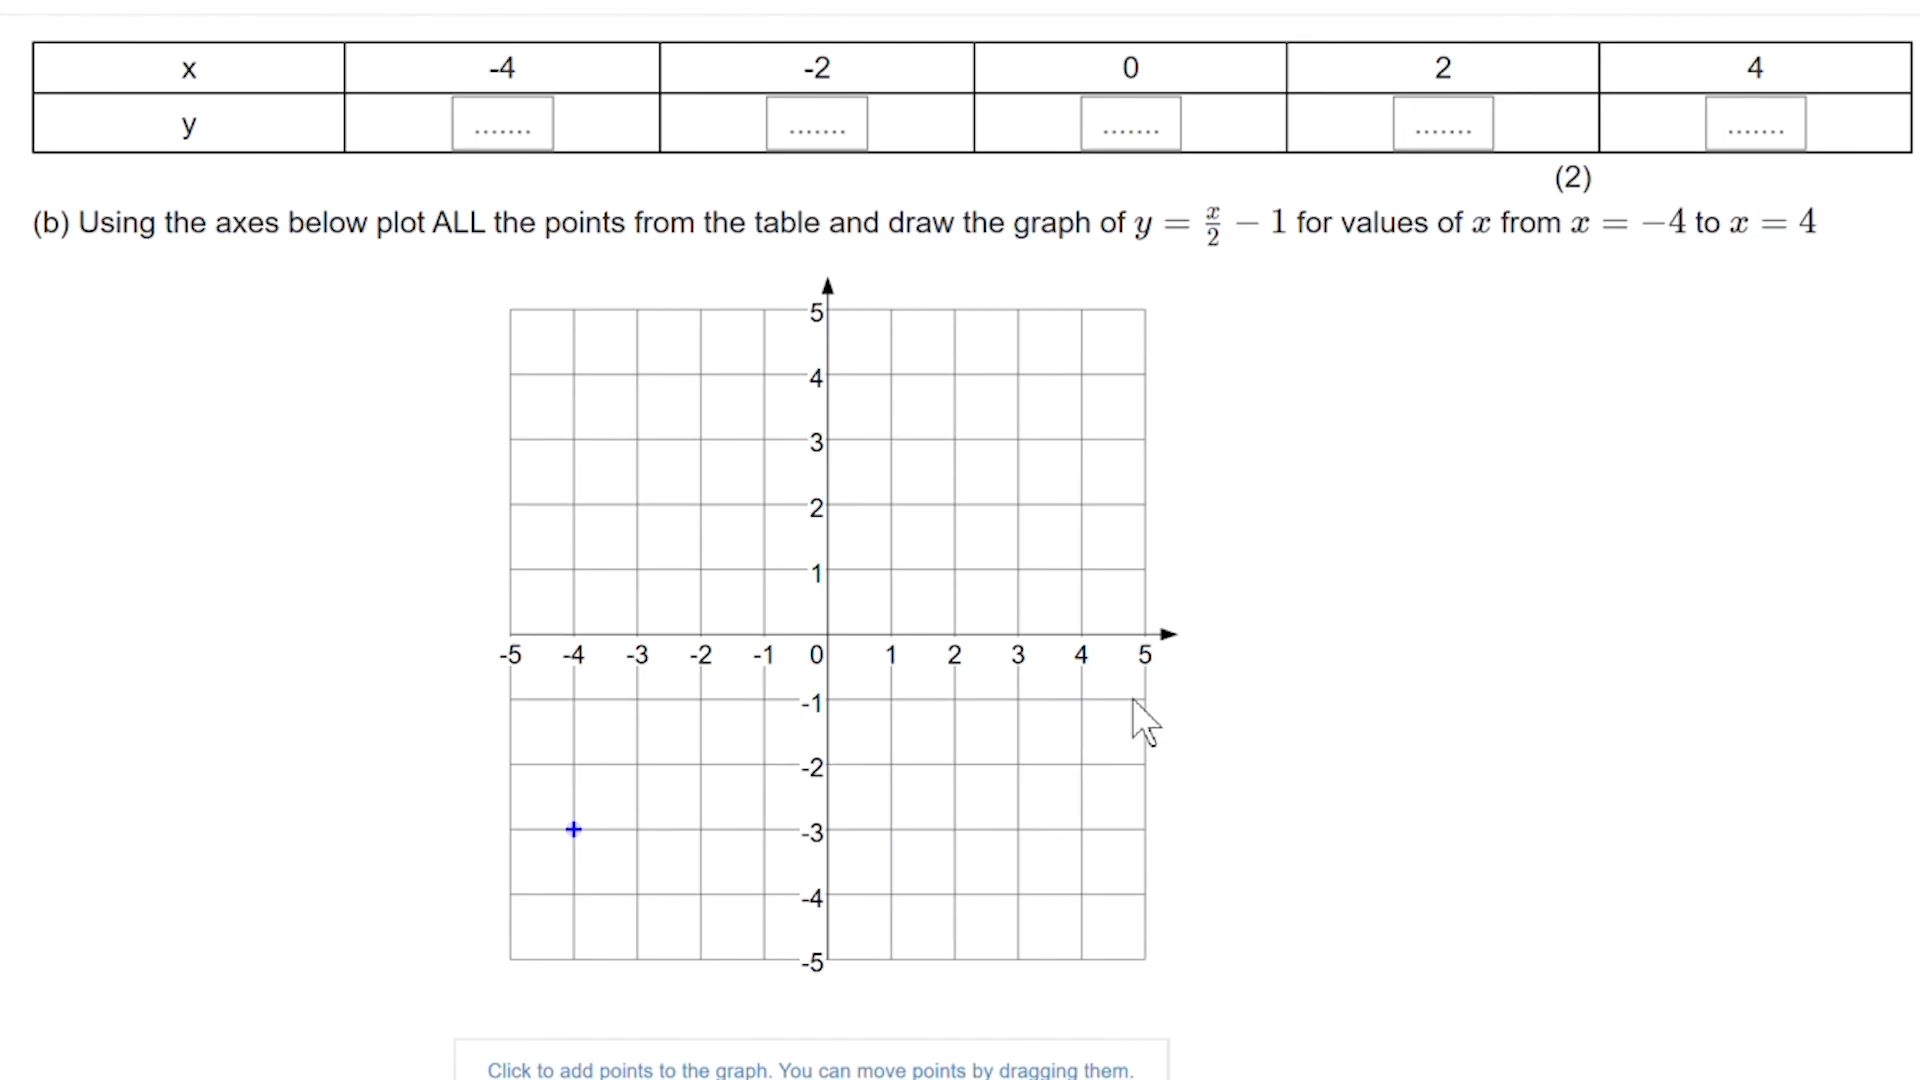 x -4 -2 0 2 4
y ....... ....... ....... ....... .......
(2)
(b) Using the axes below plot ALL the points from the table and draw the graph of y = x/2 − 1 for values of x from x = −4 to x = 4
5
4
3
2
1
-5 -4 -3 -2 -1 0 1 2 3 4 5
-1
-2
-3
-4
-5
Click to add points to the graph. You can move points by dragging them.